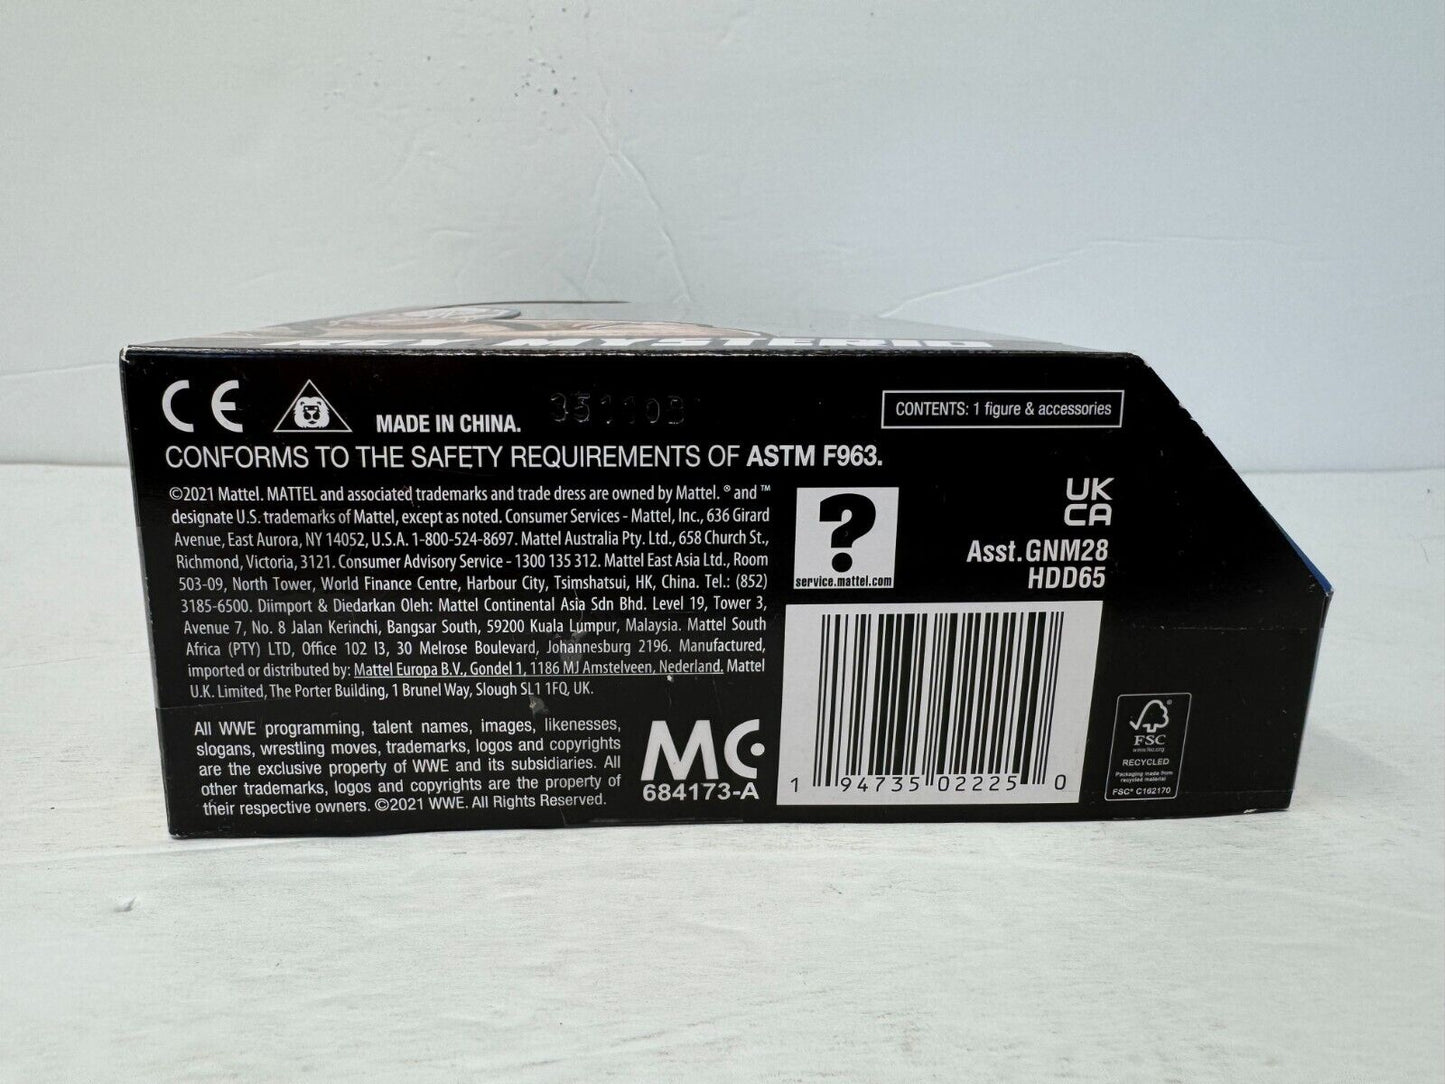 REY MYSTERIO
CE
MADE IN CHINA.
CONTENTS: 1 figure & accessories
CONFORMS TO THE SAFETY REQUIREMENTS OF ASTM F963.
©2021 Mattel. MATTEL and associated trademarks and trade dress are owned by Mattel. ® and ™
designate U.S. trademarks of Mattel, except as noted. Consumer Services - Mattel, Inc., 636 Girard
Avenue, East Aurora, NY 14052, U.S.A. 1-800-524-8697. Mattel Australia Pty. Ltd., 658 Church St.,
Richmond, Victoria, 3121. Consumer Advisory Service - 1300 135 312. Mattel East Asia Ltd., Room
503-09, North Tower, World Finance Centre, Harbour City, Tsimshatsui, HK, China. Tel.: (852)
3185-6500. Diimport & Diedarkan Oleh: Mattel Continental Asia Sdn Bhd. Level 19, Tower 3,
Avenue 7, No. 8 Jalan Kerinchi, Bangsar South, 59200 Kuala Lumpur, Malaysia. Mattel South
Africa (PTY) LTD, Office 102 I3, 30 Melrose Boulevard, Johannesburg 2196. Manufactured,
imported or distributed by: Mattel Europa B.V., Gondel 1, 1186 MJ Amstelveen, Nederland. Mattel
U.K. Limited, The Porter Building, 1 Brunel Way, Slough SL1 1FQ, UK.
All WWE programming, talent names, images, likenesses,
slogans, wrestling moves, trademarks, logos and copyrights
are the exclusive property of WWE and its subsidiaries. All
other trademarks, logos and copyrights are the property of
their respective owners. ©2021 WWE. All Rights Reserved.
MC
684173-A
?
service.mattel.com
UK
CA
Asst. GNM28
HDD65
1 94735 02225 0
FSC
www.fsc.org
RECYCLED
Packaging made from
recycled material
FSC® C162170